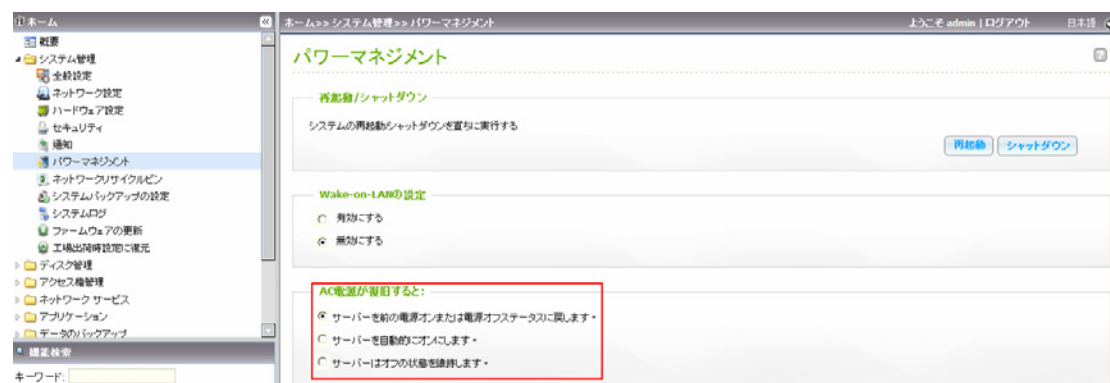 ホーム
ホーム>> システム管理>> パワーマネジメント
ようこそ admin | ログアウト
日本語
概要
システム管理
全般設定
ネットワーク設定
ハードウェア設定
セキュリティ
通知
パワーマネジメント
ネットワークリサイクルビン
システムバックアップの設定
システムログ
ファームウェアの更新
工場出荷時設定に復元
ディスク管理
アクセス権管理
ネットワーク サービス
アプリケーション
データのバックアップ
機能検索
キーワード:
パワーマネジメント
再起動/シャットダウン
システムの再起動シャットダウンを直ちに実行する
再起動
シャットダウン
Wake-on-LANの設定
有効にする
無効にする
AC電源が復旧すると:
サーバーを前の電源オンまたは電源オフステータスに戻します。
サーバーを自動的にオンにします。
サーバーはオフの状態を維持します。